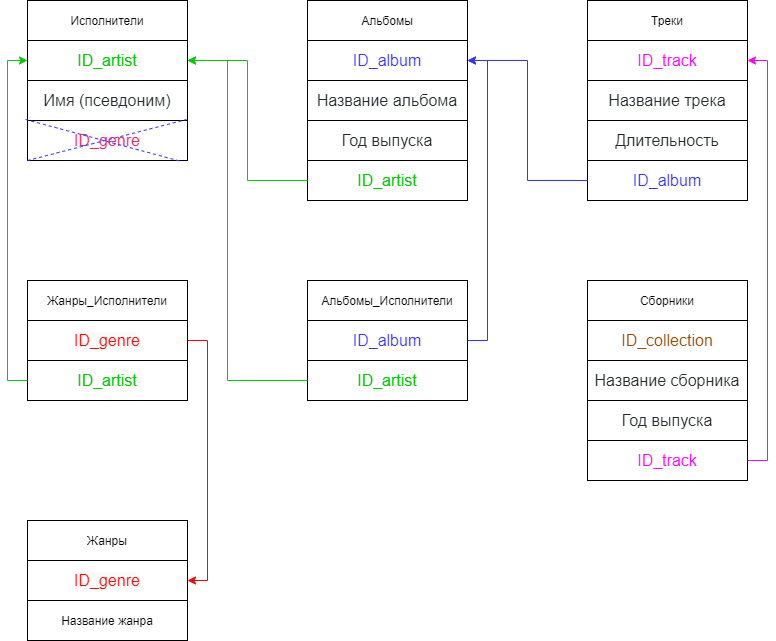 Исполнители
ID_artist
Имя (псевдоним)
ID_genre
Альбомы
ID_album
Название альбома
Год выпуска
ID_artist
Треки
ID_track
Название трека
Длительность
ID_album
Жанры_Исполнители
ID_genre
ID_artist
Альбомы_Исполнители
ID_album
ID_artist
Сборники
ID_collection
Название сборника
Год выпуска
ID_track
Жанры
ID_genre
Название жанра